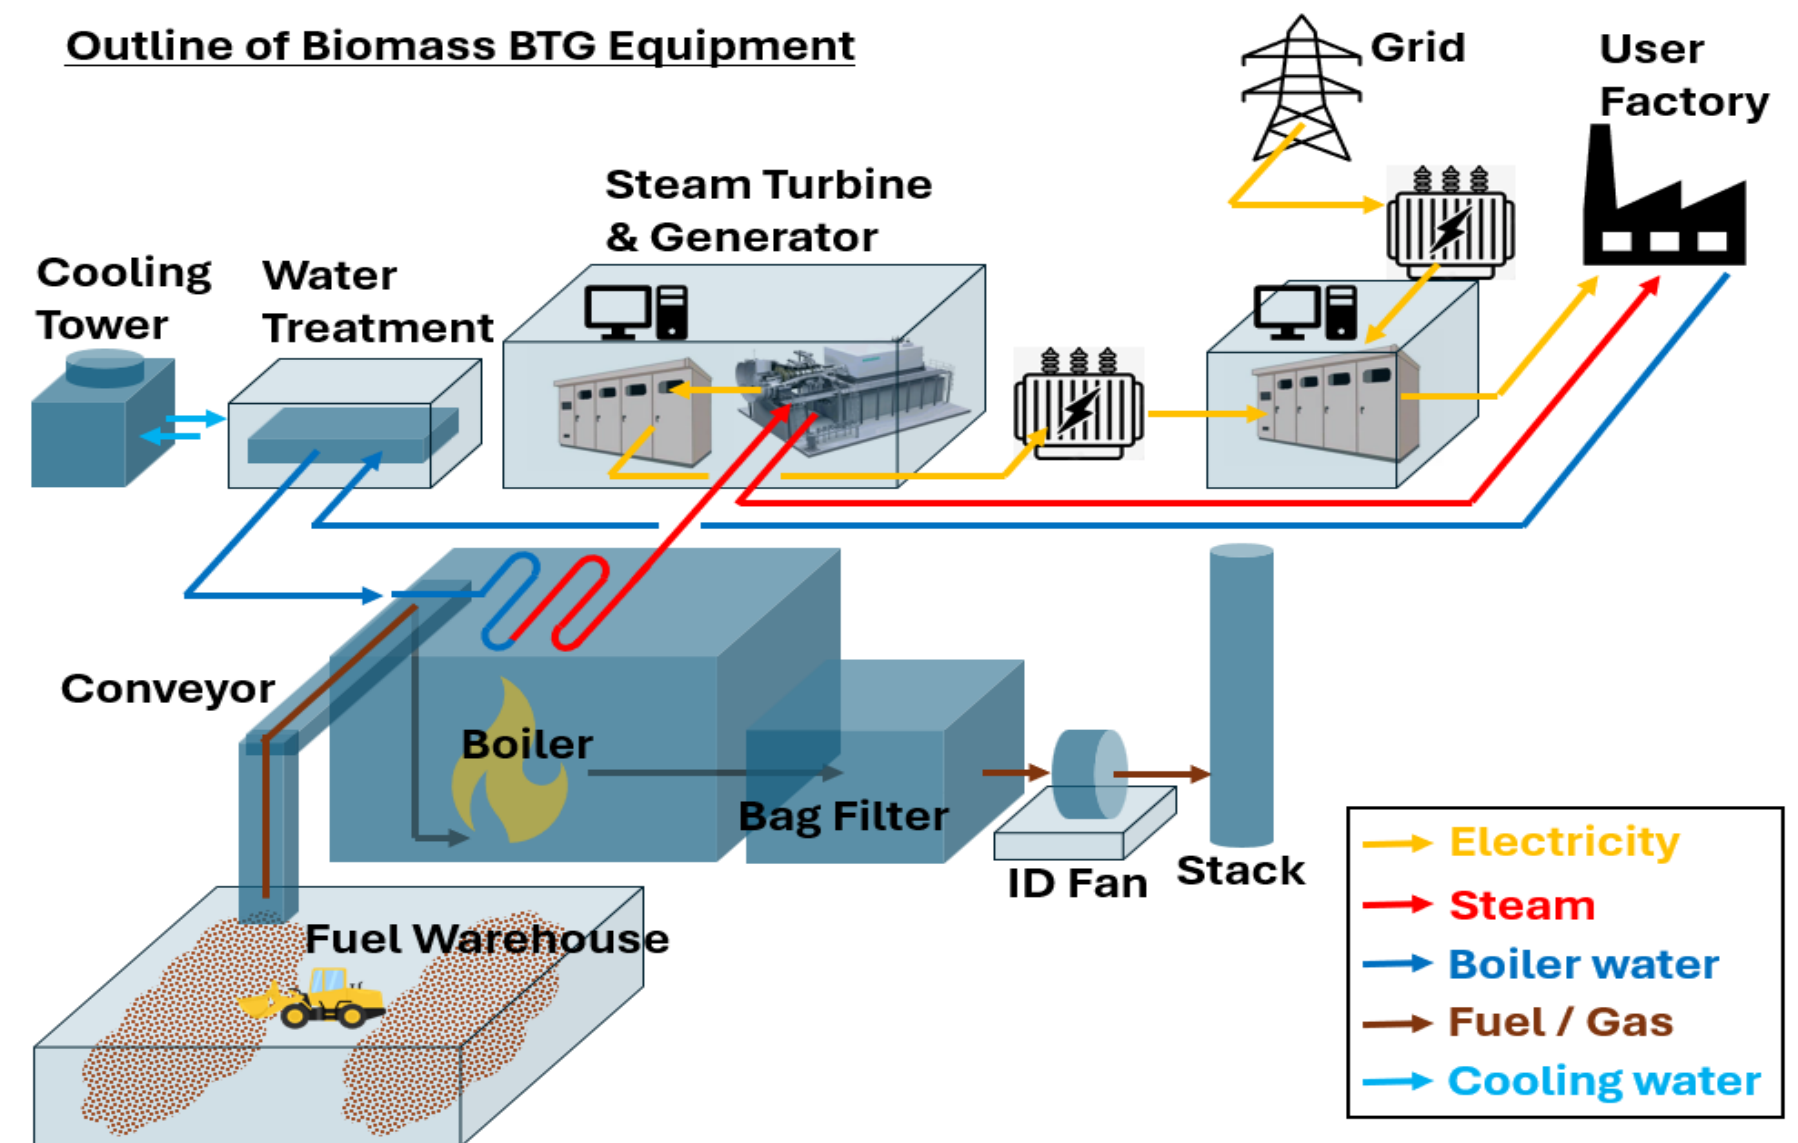 Outline of Biomass BTG Equipment
Grid
User
Factory
Steam Turbine
& Generator
Cooling
Tower
Water
Treatment
Conveyor
Boiler
Bag Filter
ID Fan
Stack
Fuel Warehouse
Electricity
Steam
Boiler water
Fuel / Gas
Cooling water